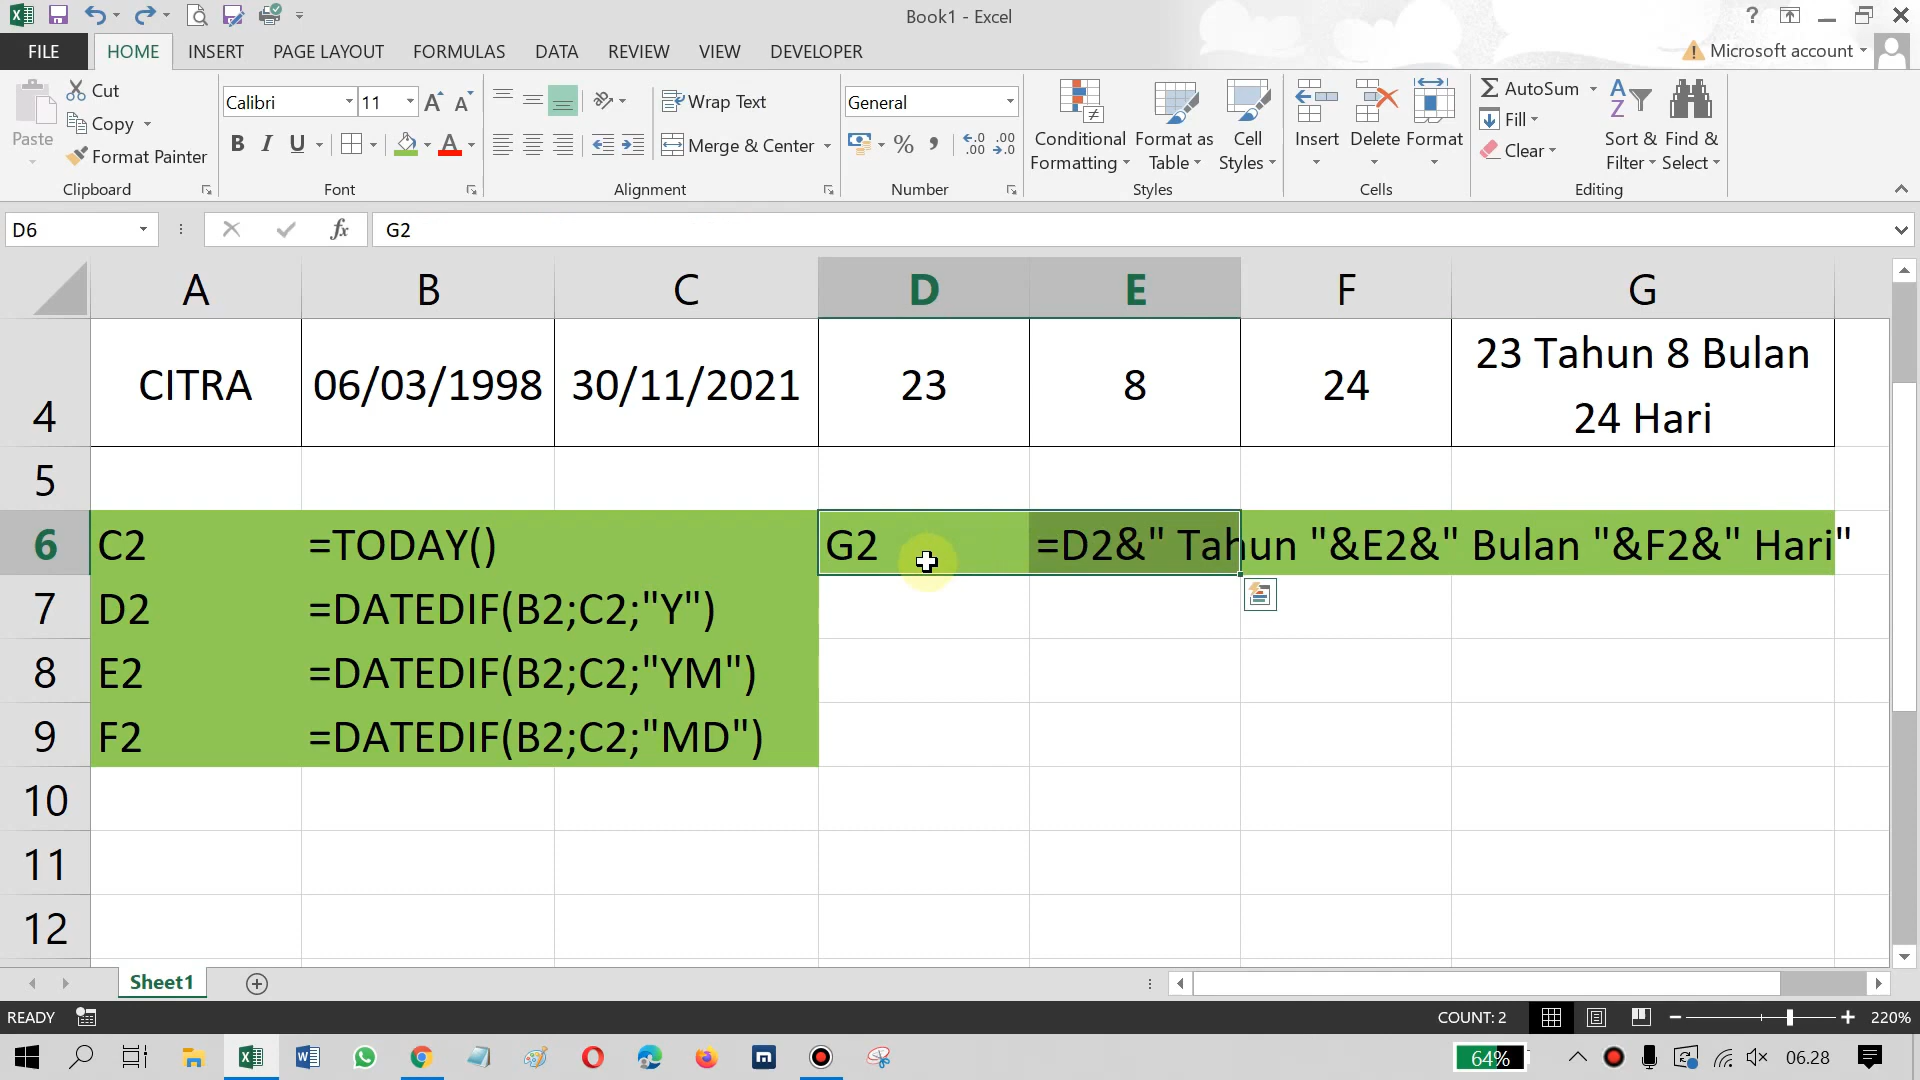 Book1 - Excel
FILE HOME INSERT PAGE LAYOUT FORMULAS DATA REVIEW VIEW DEVELOPER Microsoft account
Paste
Cut
Copy
Format Painter
Clipboard
Calibri 11
B I U
Font
Wrap Text
Merge & Center
Alignment
General
Number
Conditional Formatting
Format as Table
Cell Styles
Styles
Insert Delete Format
Cells
AutoSum
Fill
Clear
Sort & Filter
Find & Select
Editing
D6 fx G2
A B C D E F G
4 CITRA 06/03/1998 30/11/2021 23 8 24 23 Tahun 8 Bulan
24 Hari
5
6 C2 =TODAY() G2 =D2&" Tahun "&E2&" Bulan "&F2&" Hari"
7 D2 =DATEDIF(B2;C2;"Y")
8 E2 =DATEDIF(B2;C2;"YM")
9 F2 =DATEDIF(B2;C2;"MD")
10
11
12
Sheet1
READY COUNT: 2 220%
64% 06.28